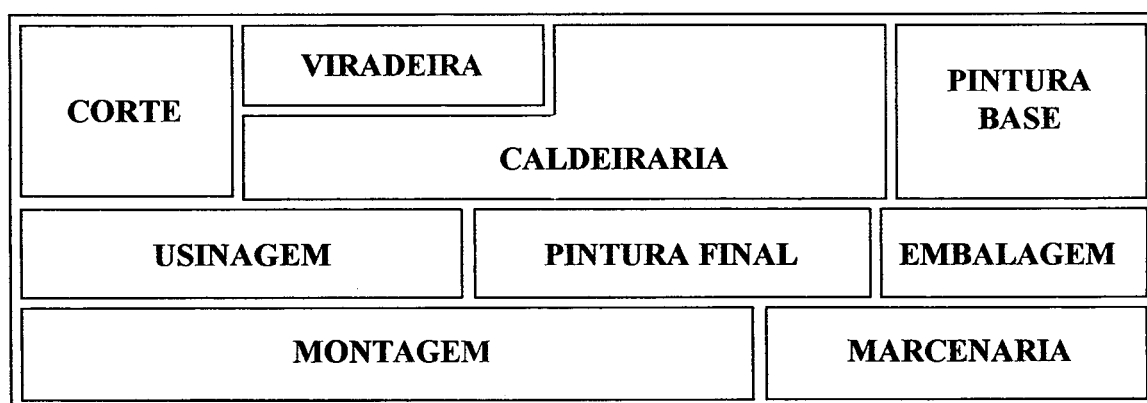 CORTE
VIRADEIRA
CALDEIRARIA
PINTURA
BASE
USINAGEM
PINTURA FINAL
EMBALAGEM
MONTAGEM
MARCENARIA